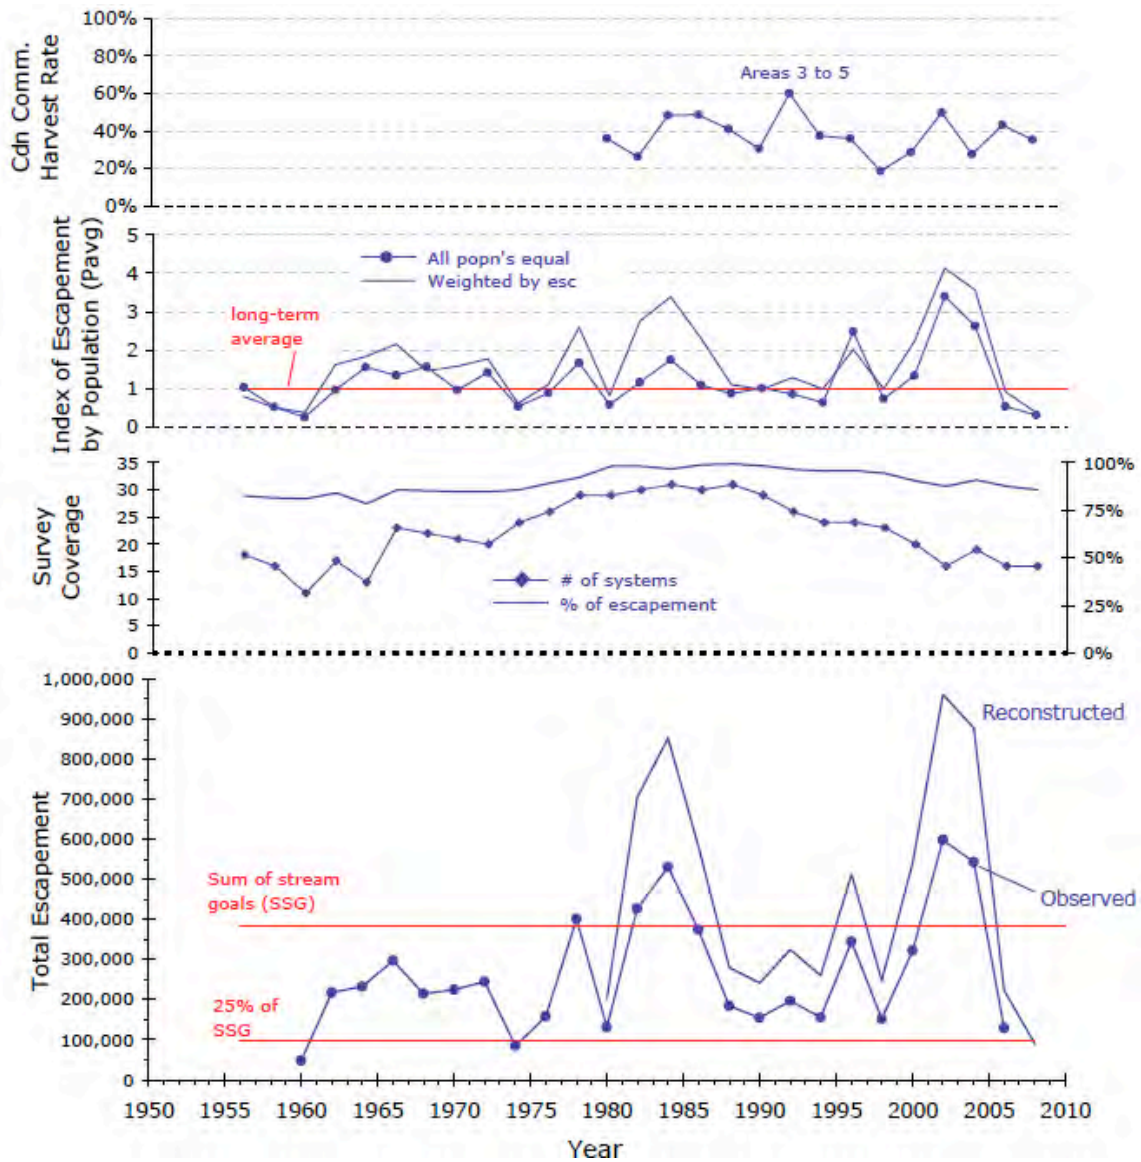 Cdn Comm.
Harvest Rate
100%
80%
60%
40%
20%
0%
Areas 3 to 5
Index of Escapement
by Population (Pavg)
5
4
3
2
1
0
All popn's equal
Weighted by esc
long-term
average
Survey
Coverage
35
30
25
20
15
10
5
0
100%
75%
50%
25%
0%
# of systems
% of escapement
Total Escapement
1,000,000
900,000
800,000
700,000
600,000
500,000
400,000
300,000
200,000
100,000
0
Reconstructed
Observed
Sum of stream
goals (SSG)
25% of
SSG
1950 1955 1960 1965 1970 1975 1980 1985 1990 1995 2000 2005 2010
Year